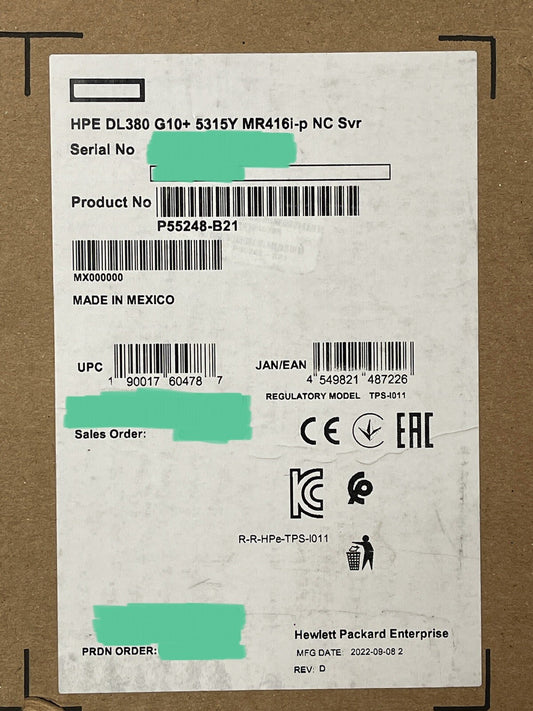 HPE DL380 G10+ 5315Y MR416i-p NC Svr
Serial No
Product No
P55248-B21
MX000000
MADE IN MEXICO
UPC
1 90017 60478 7
JAN/EAN
4 549821 487226
REGULATORY MODEL TPS-I011
Sales Order:
CE EAC
KC
R-R-HPe-TPS-I011
PRDN ORDER:
Hewlett Packard Enterprise
MFG DATE: 2022-09-08 2
REV: D